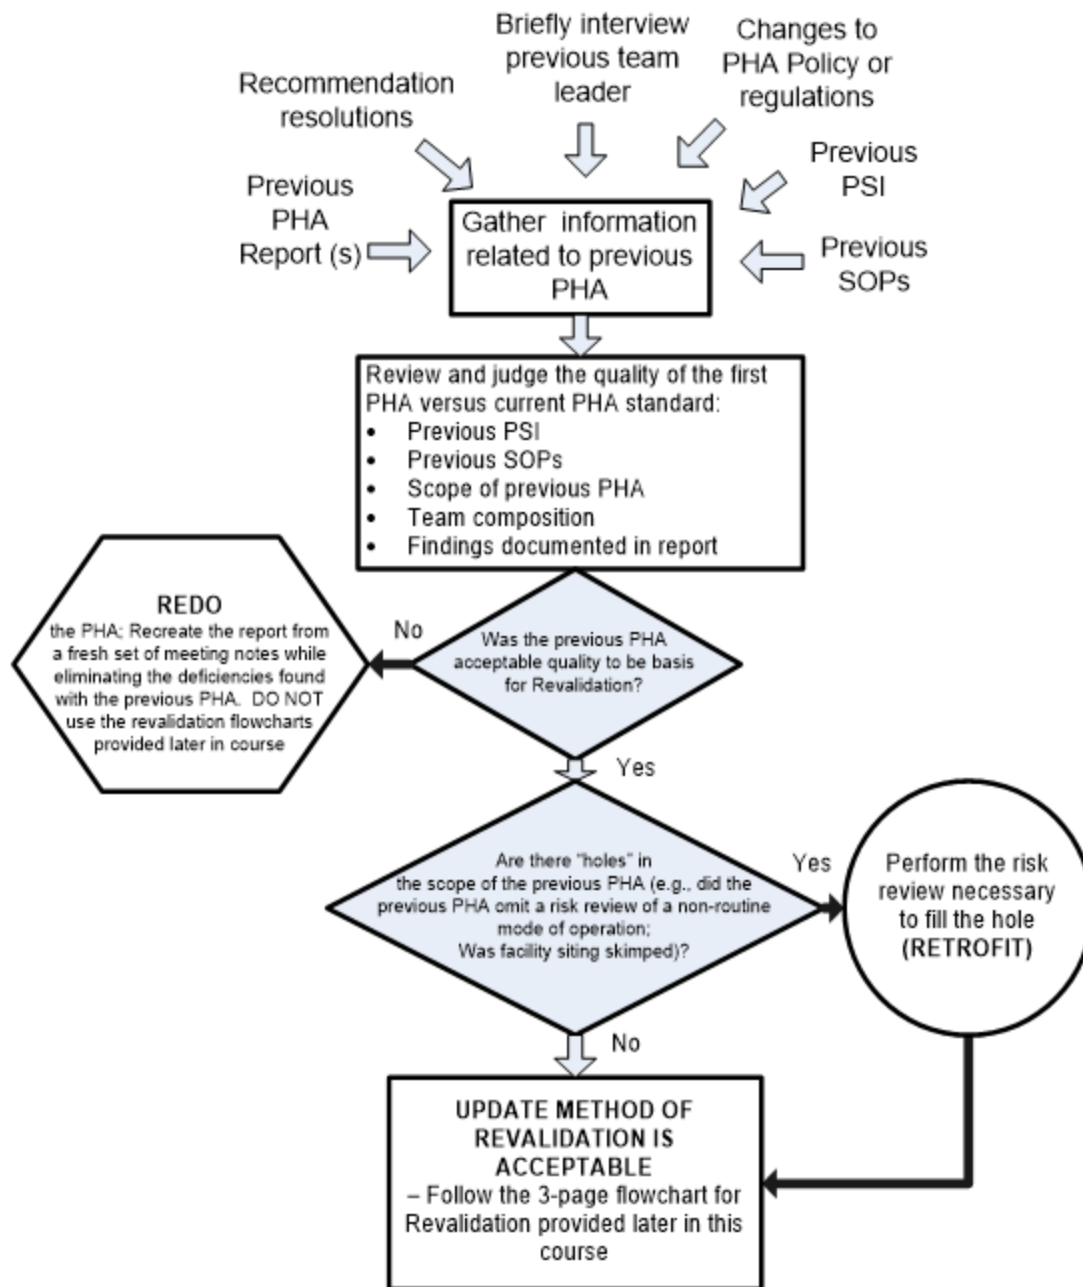 Briefly interview
previous team
leader
Changes to
PHA Policy or
regulations
Recommendation
resolutions
Previous
PSI
Previous
PHA
Report (s)
Gather information
related to previous
PHA
Previous
SOPs
Review and judge the quality of the first
PHA versus current PHA standard:
• Previous PSI
• Previous SOPs
• Scope of previous PHA
• Team composition
• Findings documented in report
REDO
the PHA; Recreate the report from
a fresh set of meeting notes while
eliminating the deficiencies found
with the previous PHA. DO NOT
use the revalidation flowcharts
provided later in course
No
Was the previous PHA
acceptable quality to be basis
for Revalidation?
Yes
Are there "holes" in
the scope of the previous PHA (e.g., did the
previous PHA omit a risk review of a non-routine
mode of operation;
Was facility siting skimped)?
Yes
Perform the risk
review necessary
to fill the hole
(RETROFIT)
No
UPDATE METHOD OF
REVALIDATION IS
ACCEPTABLE
– Follow the 3-page flowchart for
Revalidation provided later in this
course